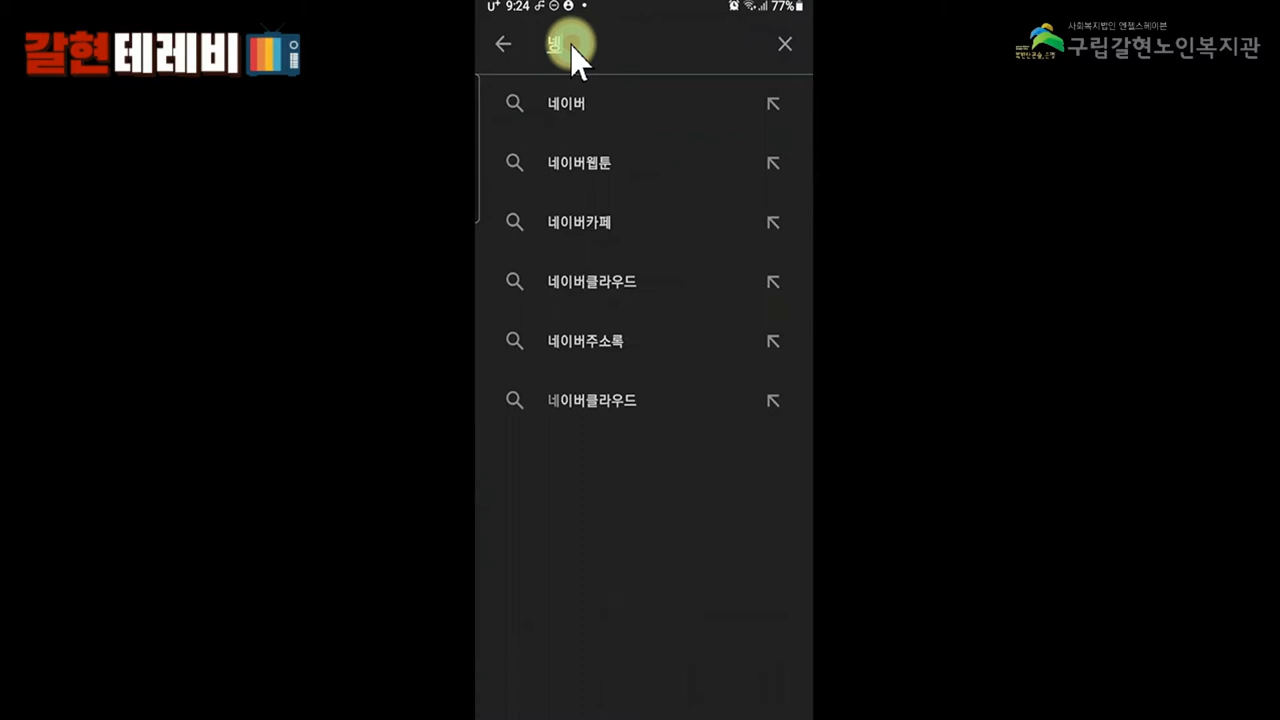 U+ 9:24 77%
갈현테레비
사회복지법인 엔젤스헤이븐
구립갈현노인복지관
넹
네이버
네이버웹툰
네이버카페
네이버클라우드
네이버주소록
네이버클라우드